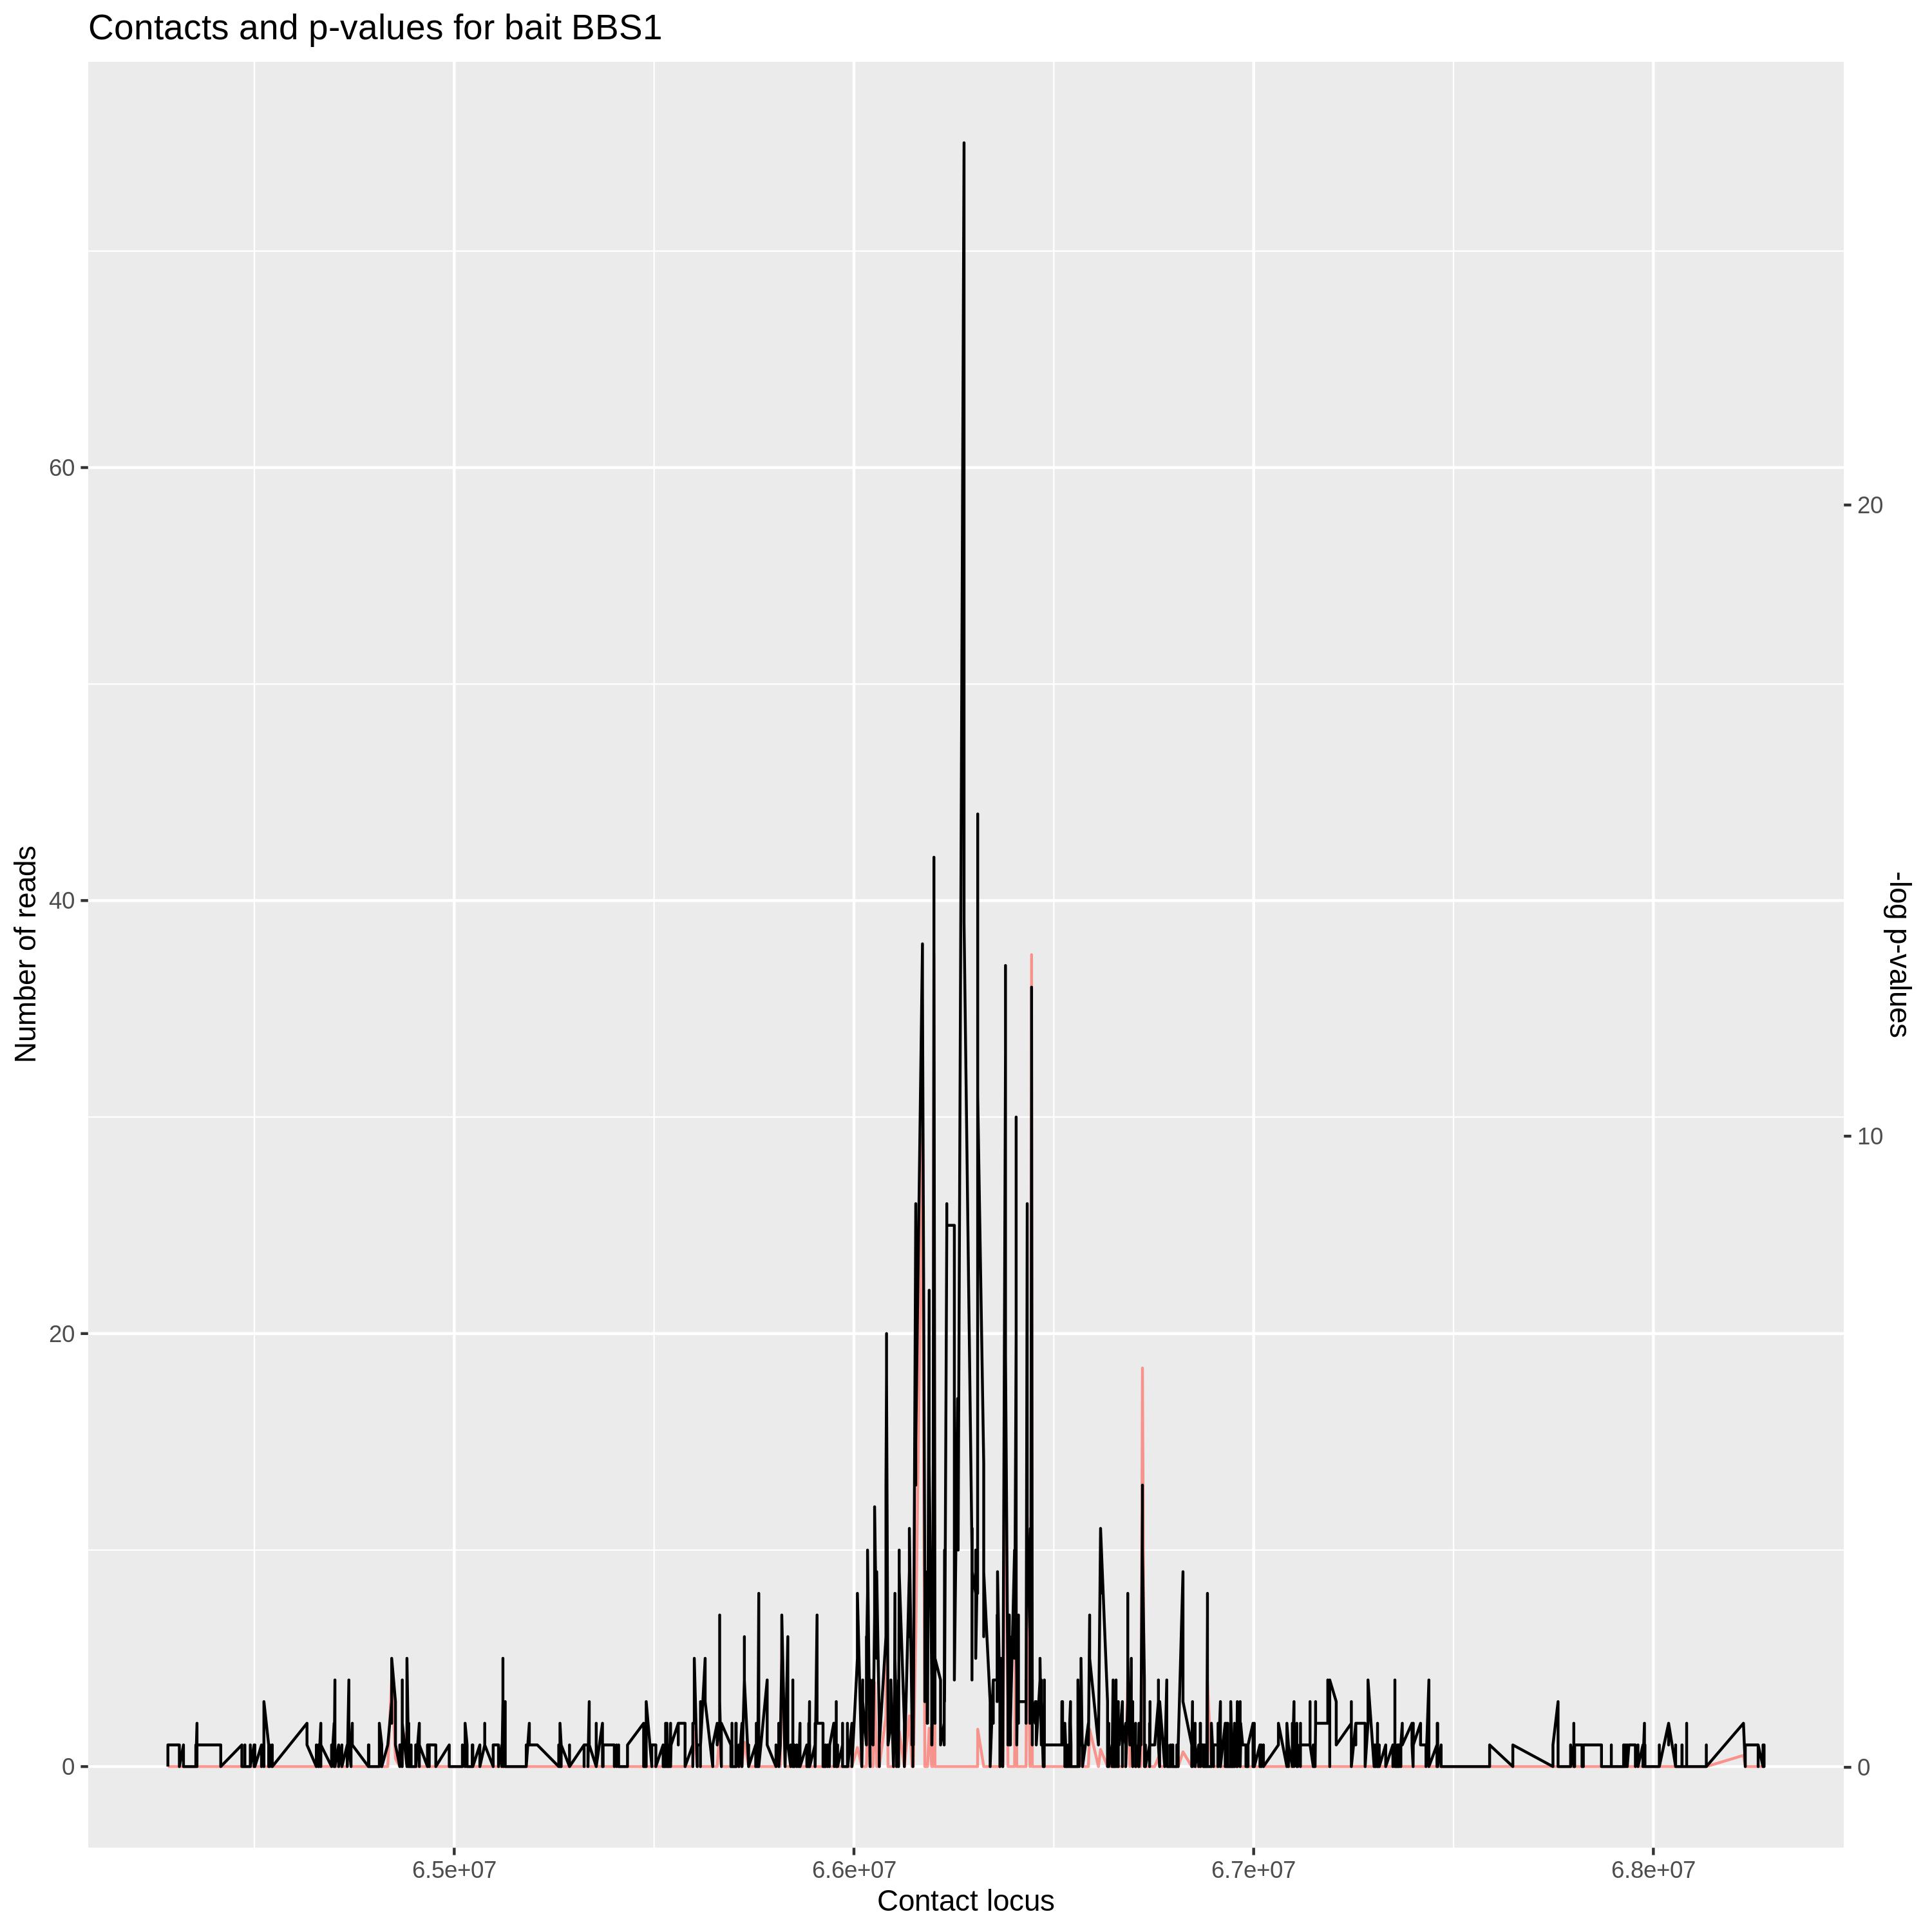 Contacts and p-values for bait BBS1
60
40
20
0
20
10
0
Number of reads
-log p-values
6.5e+07
6.6e+07
6.7e+07
6.8e+07
Contact locus